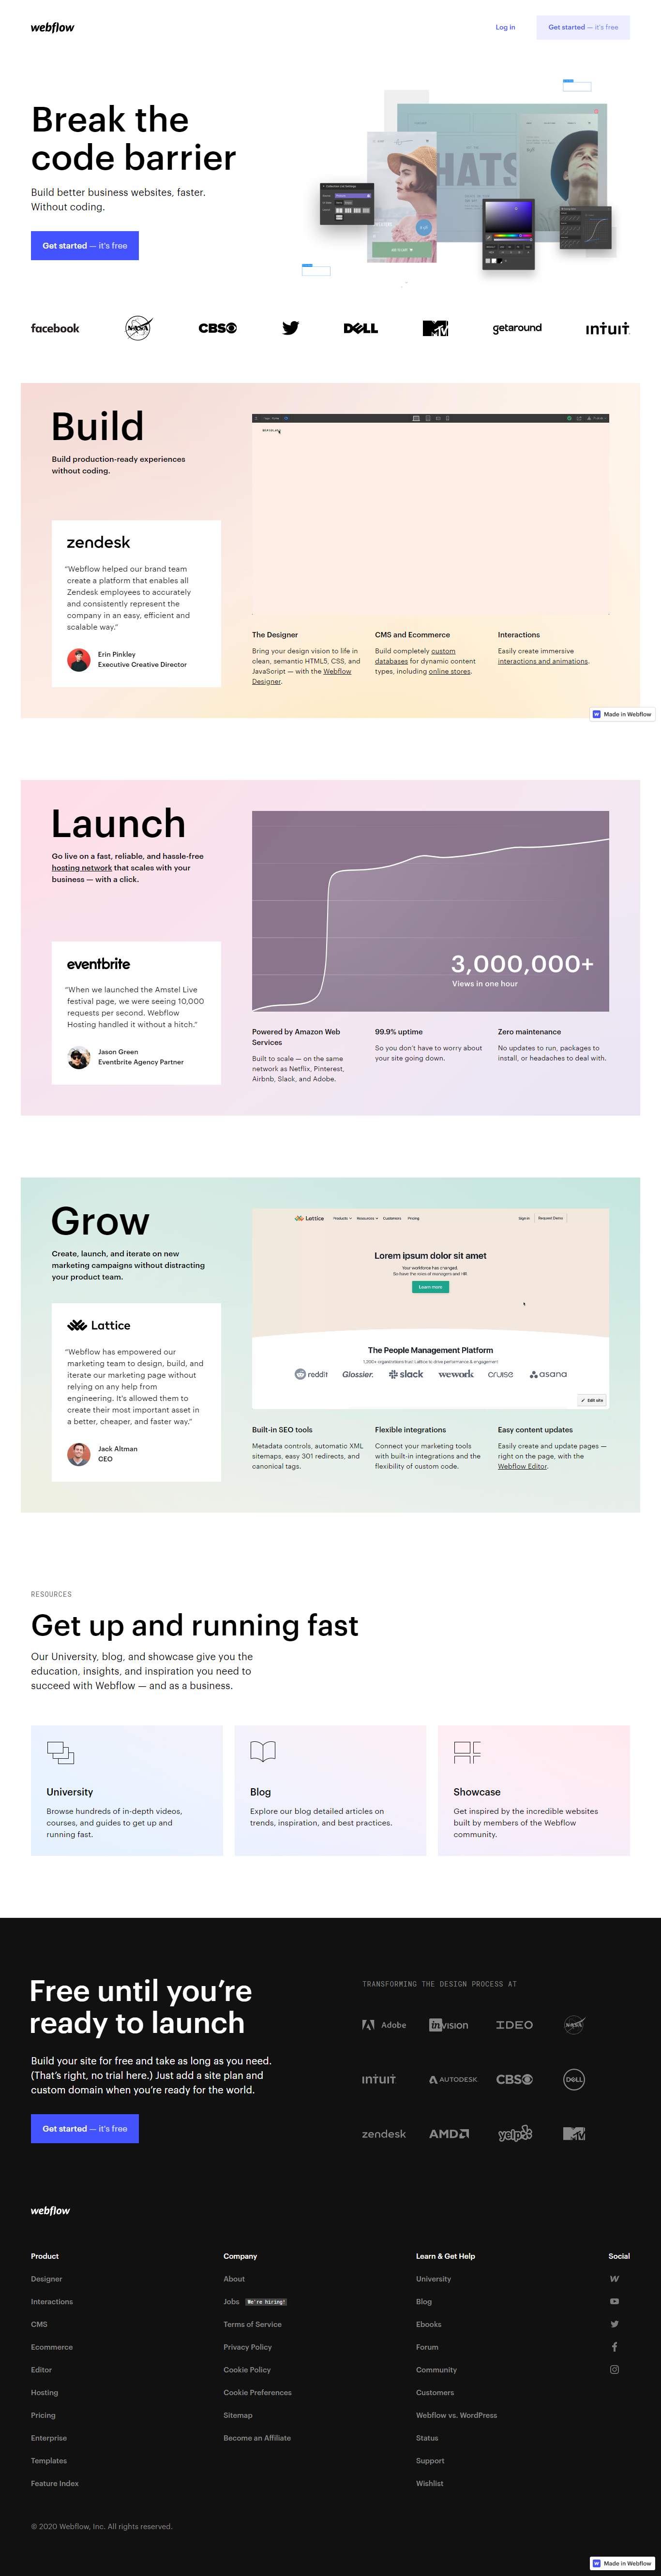 webflow
Log in
Get started — it's free
Break the
code barrier
Build better business websites, faster.
Without coding.
Get started — it's free
facebook
NASA
CBS
DELL
MTV
getaround
intuit
Build
Build production-ready experiences
without coding.
zendesk
“Webflow helped our brand team
create a platform that enables all
Zendesk employees to accurately
and consistently represent the
company in an easy, efficient and
scalable way.”
Erin Pinkley
Executive Creative Director
The Designer
Bring your design vision to life in
clean, semantic HTML5, CSS, and
JavaScript — with the Webflow
Designer.
CMS and Ecommerce
Build completely custom
databases for dynamic content
types, including online stores.
Interactions
Easily create immersive
interactions and animations.
Made in Webflow
Launch
Go live on a fast, reliable, and hassle-free
hosting network that scales with your
business — with a click.
eventbrite
“When we launched the Amstel Live
festival page, we were seeing 10,000
requests per second. Webflow
Hosting handled it without a hitch.”
Jason Green
Eventbrite Agency Partner
3,000,000+
Views in one hour
Powered by Amazon Web
Services
Built to scale — on the same
network as Netflix, Pinterest,
Airbnb, Slack, and Adobe.
99.9% uptime
So you don’t have to worry about
your site going down.
Zero maintenance
No updates to run, packages to
install, or headaches to deal with.
Grow
Create, launch, and iterate on new
marketing campaigns without distracting
your product team.
Lattice
“Webflow has empowered our
marketing team to design, build, and
iterate our marketing page without
relying on any help from
engineering. It's allowed them to
create their most important asset in
a better, cheaper, and faster way.”
Jack Altman
CEO
Lattice
Products
Resources
Customers
Pricing
Sign in
Request Demo
Lorem ipsum dolor sit amet
Your workforce has changed.
So have the roles of managers and HR.
Learn more
The People Management Platform
1,200+ organizations trust Lattice to drive performance & engagement
reddit
Glossier.
slack
wework
CRUISE
asana
Edit site
Built-in SEO tools
Metadata controls, automatic XML
sitemaps, easy 301 redirects, and
canonical tags.
Flexible integrations
Connect your marketing tools
with built-in integrations and the
flexibility of custom code.
Easy content updates
Easily create and update pages —
right on the page, with the
Webflow Editor.
RESOURCES
Get up and running fast
Our University, blog, and showcase give you the
education, insights, and inspiration you need to
succeed with Webflow — and as a business.
University
Browse hundreds of in-depth videos,
courses, and guides to get up and
running fast.
Blog
Explore our blog detailed articles on
trends, inspiration, and best practices.
Showcase
Get inspired by the incredible websites
built by members of the Webflow
community.
Free until you’re
ready to launch
Build your site for free and take as long as you need.
(That’s right, no trial here.) Just add a site plan and
custom domain when you’re ready for the world.
Get started — it's free
TRANSFORMING THE DESIGN PROCESS AT
Adobe
invision
IDEO
NASA
intuit
AUTODESK
CBS
DELL
zendesk
AMD
yelp
MTV
webflow
Product
Designer
Interactions
CMS
Ecommerce
Editor
Hosting
Pricing
Enterprise
Templates
Feature Index
Company
About
Jobs We're hiring!
Terms of Service
Privacy Policy
Cookie Policy
Cookie Preferences
Sitemap
Become an Affiliate
Learn & Get Help
University
Blog
Ebooks
Forum
Community
Customers
Webflow vs. WordPress
Status
Support
Wishlist
Social
© 2020 Webflow, Inc. All rights reserved.
Made in Webflow